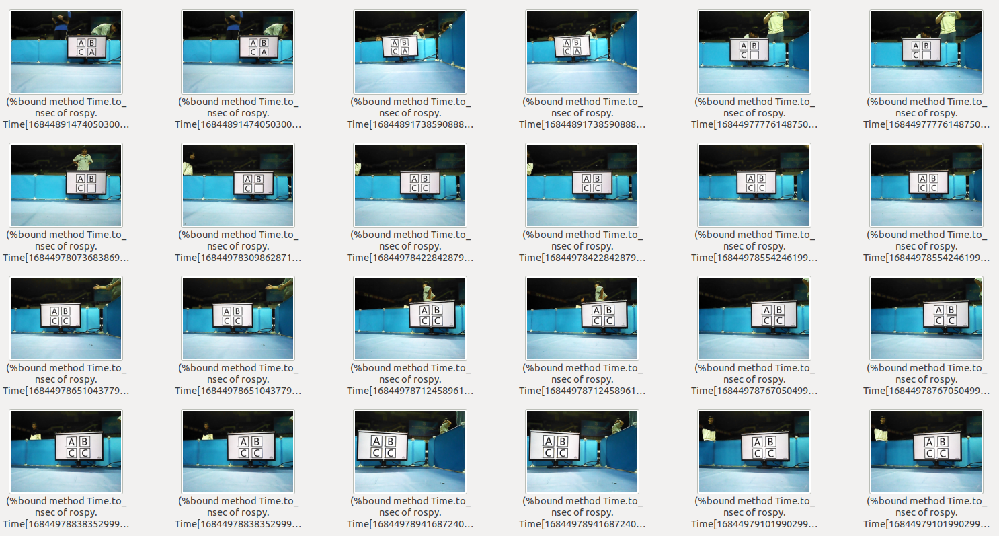 A B
C A
(%bound method Time.to_
nsec of rospy.
Time[16844891474050300…
A B
C A
(%bound method Time.to_
nsec of rospy.
Time[16844891474050300…
A B
C A
(%bound method Time.to_
nsec of rospy.
Time[16844891738590888…
A B
C A
(%bound method Time.to_
nsec of rospy.
Time[16844891738590888…
A B
C
(%bound method Time.to_
nsec of rospy.
Time[16844977776148750…
A B
C
(%bound method Time.to_
nsec of rospy.
Time[16844977776148750…
A B
C
(%bound method Time.to_
nsec of rospy.
Time[16844978073683869…
A B
C
(%bound method Time.to_
nsec of rospy.
Time[16844978309862871…
A B
C C
(%bound method Time.to_
nsec of rospy.
Time[16844978422842879…
A B
C C
(%bound method Time.to_
nsec of rospy.
Time[16844978422842879…
A B
C C
(%bound method Time.to_
nsec of rospy.
Time[16844978554246199…
A B
C C
(%bound method Time.to_
nsec of rospy.
Time[16844978554246199…
A B
C C
(%bound method Time.to_
nsec of rospy.
Time[16844978651043779…
A B
C C
(%bound method Time.to_
nsec of rospy.
Time[16844978651043779…
A B
C C
(%bound method Time.to_
nsec of rospy.
Time[16844978712458961…
A B
C C
(%bound method Time.to_
nsec of rospy.
Time[16844978712458961…
A B
C C
(%bound method Time.to_
nsec of rospy.
Time[16844978767050499…
A B
C C
(%bound method Time.to_
nsec of rospy.
Time[16844978767050499…
A B
C C
(%bound method Time.to_
nsec of rospy.
Time[16844978838352999…
A B
C C
(%bound method Time.to_
nsec of rospy.
Time[16844978838352999…
A B
C C
(%bound method Time.to_
nsec of rospy.
Time[16844978941687240…
A B
C C
(%bound method Time.to_
nsec of rospy.
Time[16844978941687240…
A B
C C
(%bound method Time.to_
nsec of rospy.
Time[16844979101990299…
A B
C C
(%bound method Time.to_
nsec of rospy.
Time[16844979101990299…